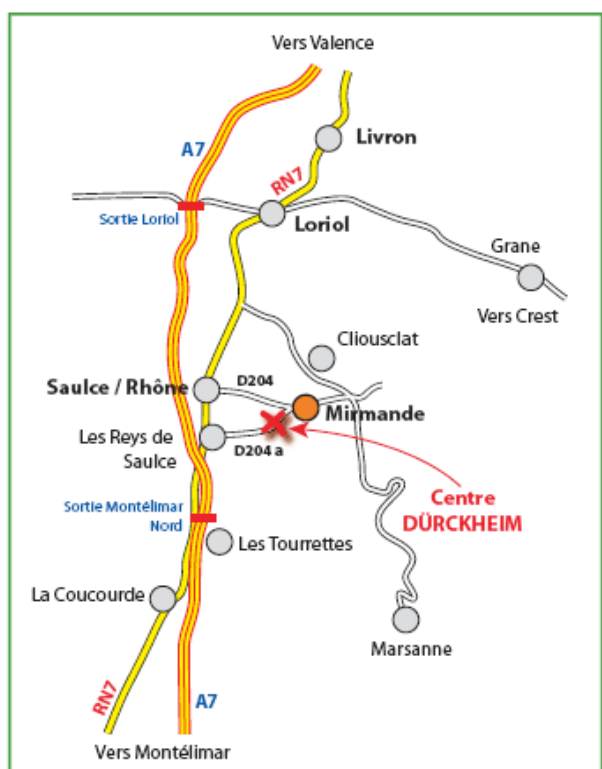 Vers Valence
A7
Livron
RN7
Sortie Loriol
Loriol
Grane
Vers Crest
Cliousclat
Saulce / Rhône
D204
Mirmande
Les Reys de
Saulce
D204 a
Centre
DÜRCKHEIM
Sortie Montélimar
Nord
Les Tourrettes
La Coucourde
Marsanne
RN7
A7
Vers Montélimar